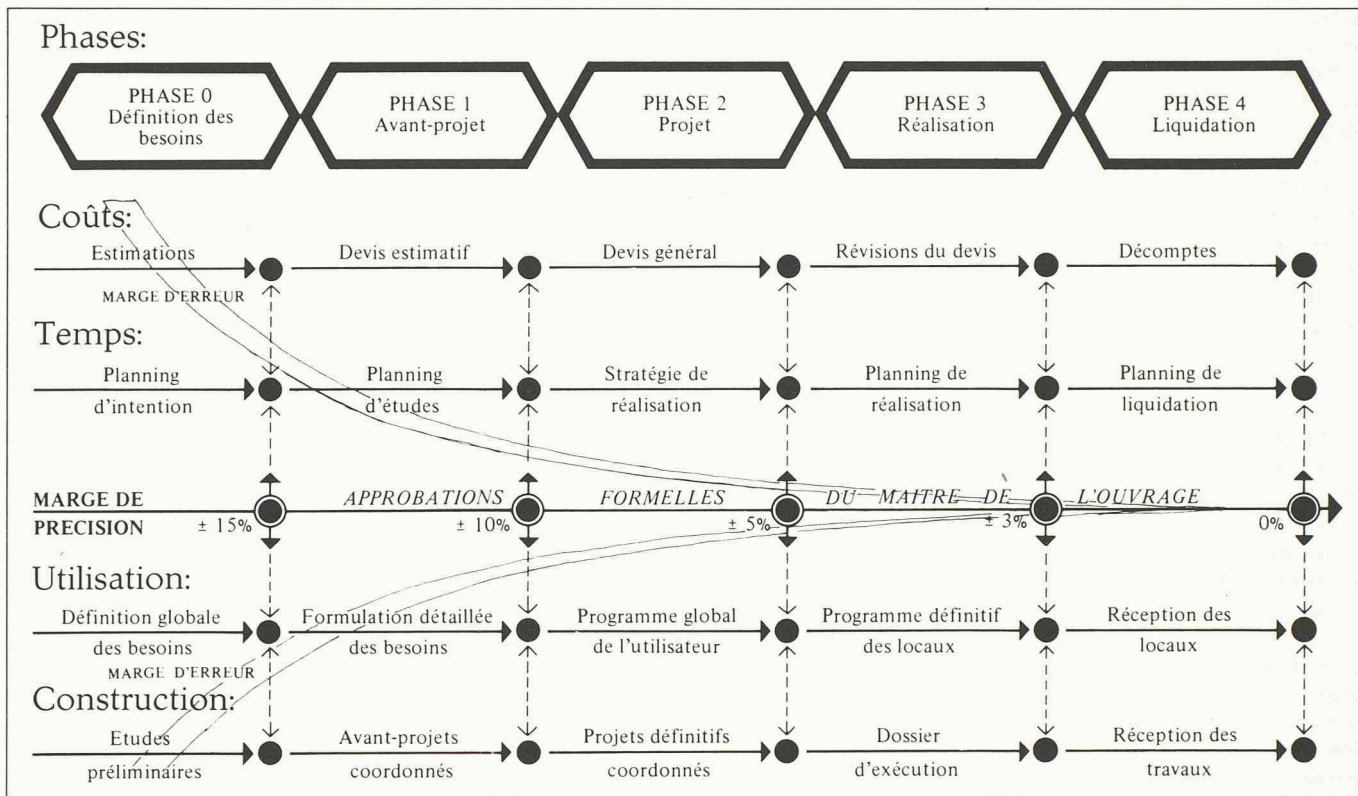 Phases:
PHASE 0
Définition des
besoins
PHASE 1
Avant-projet
PHASE 2
Projet
PHASE 3
Réalisation
PHASE 4
Liquidation
Coûts:
Estimations
Devis estimatif
Devis général
Révisions du devis
Décomptes
MARGE D'ERREUR
Temps:
Planning
d'intention
Planning
d'études
Stratégie de
réalisation
Planning de
réalisation
Planning de
liquidation
MARGE DE
PRECISION
APPROBATIONS FORMELLES DU MAITRE DE L'OUVRAGE
± 15% ± 10% ± 5% ± 3% 0%
Utilisation:
Définition globale
des besoins
Formulation détaillée
des besoins
Programme global
de l'utilisateur
Programme définitif
des locaux
Réception des
locaux
MARGE D'ERREUR
Construction:
Etudes
préliminaires
Avant-projets
coordonnés
Projets définitifs
coordonnés
Dossier
d'exécution
Réception des
travaux